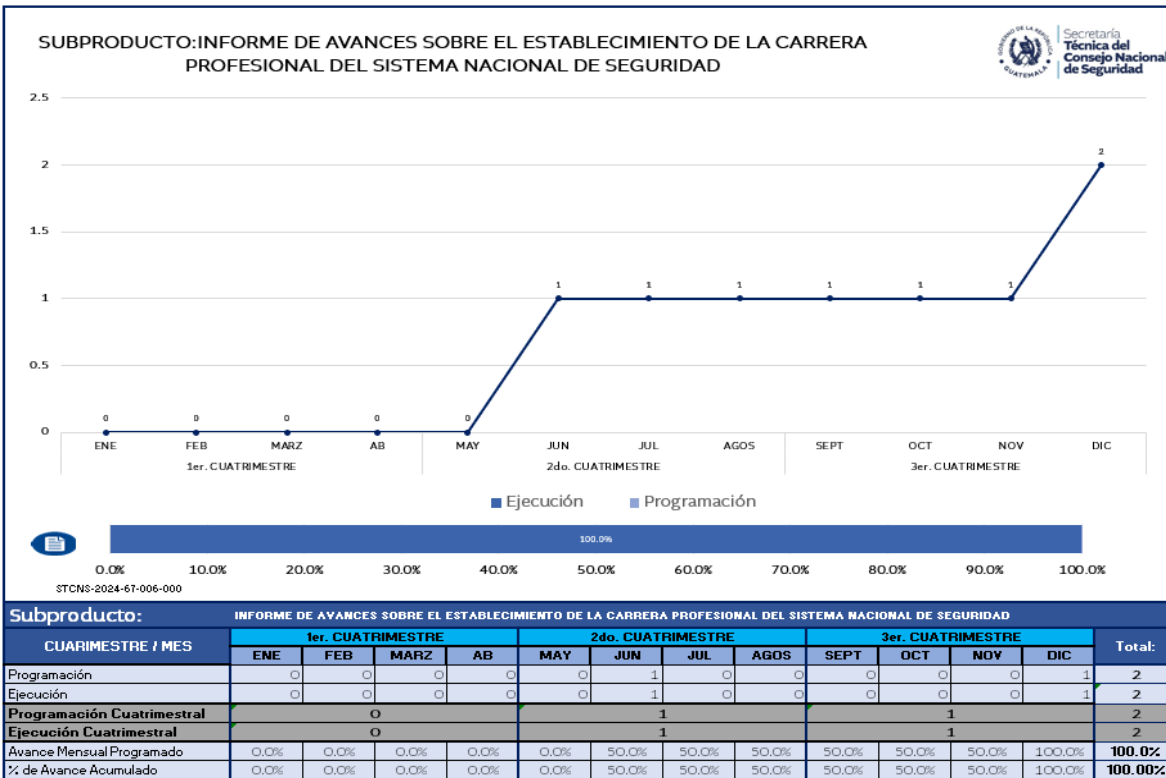 SUBPRODUCTO:INFORME DE AVANCES SOBRE EL ESTABLECIMIENTO DE LA CARRERA
PROFESIONAL DEL SISTEMA NACIONAL DE SEGURIDAD
GOBIERNO DE LA REPÚBLICA
GUATEMALA
Secretaría
Técnica del
Consejo Nacional
de Seguridad
2.5
2
1.5
1
0.5
0
0 0 0 0 0 1 1 1 1 1 1 2
ENE FEB MARZ AB MAY JUN JUL AGOS SEPT OCT NOV DIC
1er. CUATRIMESTRE 2do. CUATRIMESTRE 3er. CUATRIMESTRE
Ejecución Programación
100.0%
0.0% 10.0% 20.0% 30.0% 40.0% 50.0% 60.0% 70.0% 80.0% 90.0% 100.0%
STCNS-2024-67-006-000
Subproducto: INFORME DE AVANCES SOBRE EL ESTABLECIMIENTO DE LA CARRERA PROFESIONAL DEL SISTEMA NACIONAL DE SEGURIDAD
CUARIMESTRE / MES 1er. CUATRIMESTRE 2do. CUATRIMESTRE 3er. CUATRIMESTRE Total:
ENE FEB MARZ AB MAY JUN JUL AGOS SEPT OCT NOV DIC
Programación 0 0 0 0 0 1 0 0 0 0 0 1 2
Ejecución 0 0 0 0 0 1 0 0 0 0 0 1 2
Programación Cuatrimestral 0 1 1 2
Ejecución Cuatrimestral 0 1 1 2
Avance Mensual Programado 0.0% 0.0% 0.0% 0.0% 0.0% 50.0% 50.0% 50.0% 50.0% 50.0% 50.0% 100.0% 100.0%
% de Avance Acumulado 0.0% 0.0% 0.0% 0.0% 0.0% 50.0% 50.0% 50.0% 50.0% 50.0% 50.0% 100.0% 100.00%